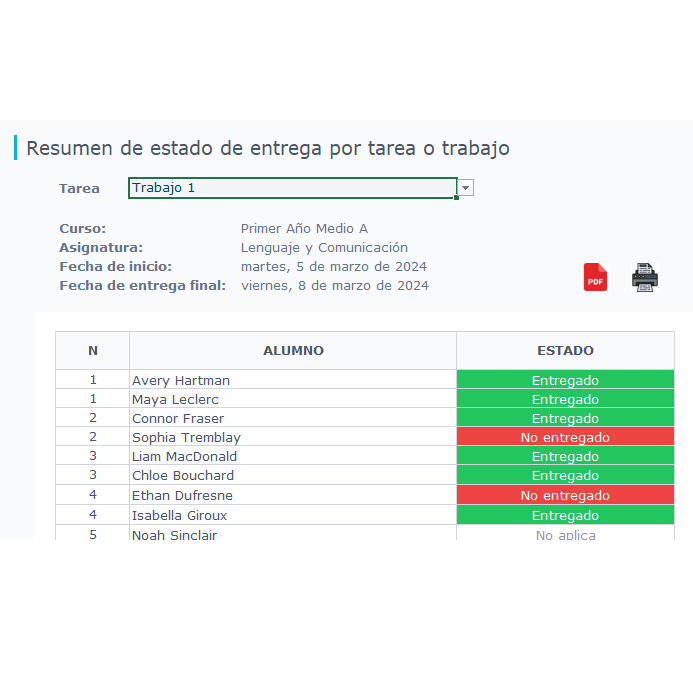 Resumen de estado de entrega por tarea o trabajo
Tarea Trabajo 1
Curso: Primer Año Medio A
Asignatura: Lenguaje y Comunicación
Fecha de inicio: martes, 5 de marzo de 2024
Fecha de entrega final: viernes, 8 de marzo de 2024
PDF
N ALUMNO ESTADO
1 Avery Hartman Entregado
1 Maya Leclerc Entregado
2 Connor Fraser Entregado
2 Sophia Tremblay No entregado
3 Liam MacDonald Entregado
3 Chloe Bouchard Entregado
4 Ethan Dufresne No entregado
4 Isabella Giroux Entregado
5 Noah Sinclair No aplica